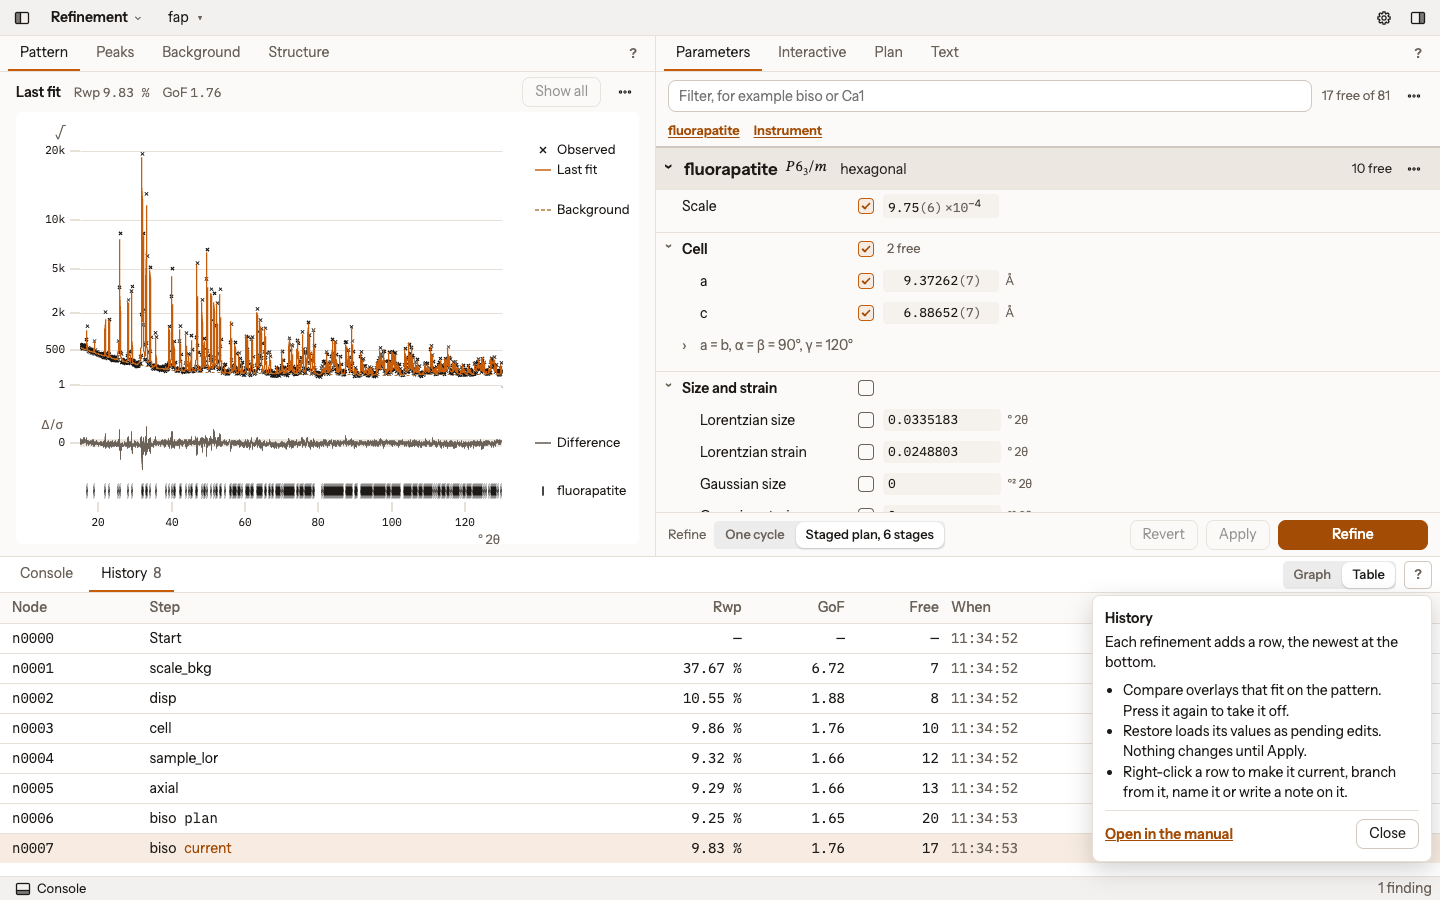 Refinement fap
Pattern Peaks Background Structure ?
Last fit Rwp 9.83 % GoF 1.76 Show all
√
20k
10k
5k
2k
500
1
Δ/σ
0
20 40 60 80 100 120
°2θ
Observed
Last fit
Background
Difference
fluorapatite
Parameters Interactive Plan Text ?
Filter, for example biso or Ca1 17 free of 81
fluorapatite Instrument
fluorapatite P6₃/m hexagonal 10 free
Scale 9.75(6) ×10⁻⁴
Cell 2 free
a 9.37262(7) Å
c 6.88652(7) Å
a = b, α = β = 90°, γ = 120°
Size and strain
Lorentzian size 0.0335183 °2θ
Lorentzian strain 0.0248803 °2θ
Gaussian size 0 °² 2θ
Refine One cycle Staged plan, 6 stages Revert Apply Refine
Console History 8 Graph Table ?
Node Step Rwp GoF Free When
n0000 Start — — — 11:34:52
n0001 scale_bkg 37.67 % 6.72 7 11:34:52
n0002 disp 10.55 % 1.88 8 11:34:52
n0003 cell 9.86 % 1.76 10 11:34:52
n0004 sample_lor 9.32 % 1.66 12 11:34:52
n0005 axial 9.29 % 1.66 13 11:34:52
n0006 biso plan 9.25 % 1.65 20 11:34:53
n0007 biso current 9.83 % 1.76 17 11:34:53
History
Each refinement adds a row, the newest at the
bottom.
• Compare overlays that fit on the pattern.
Press it again to take it off.
• Restore loads its values as pending edits.
Nothing changes until Apply.
• Right-click a row to make it current, branch
from it, name it or write a note on it.
Open in the manual Close
Console 1 finding